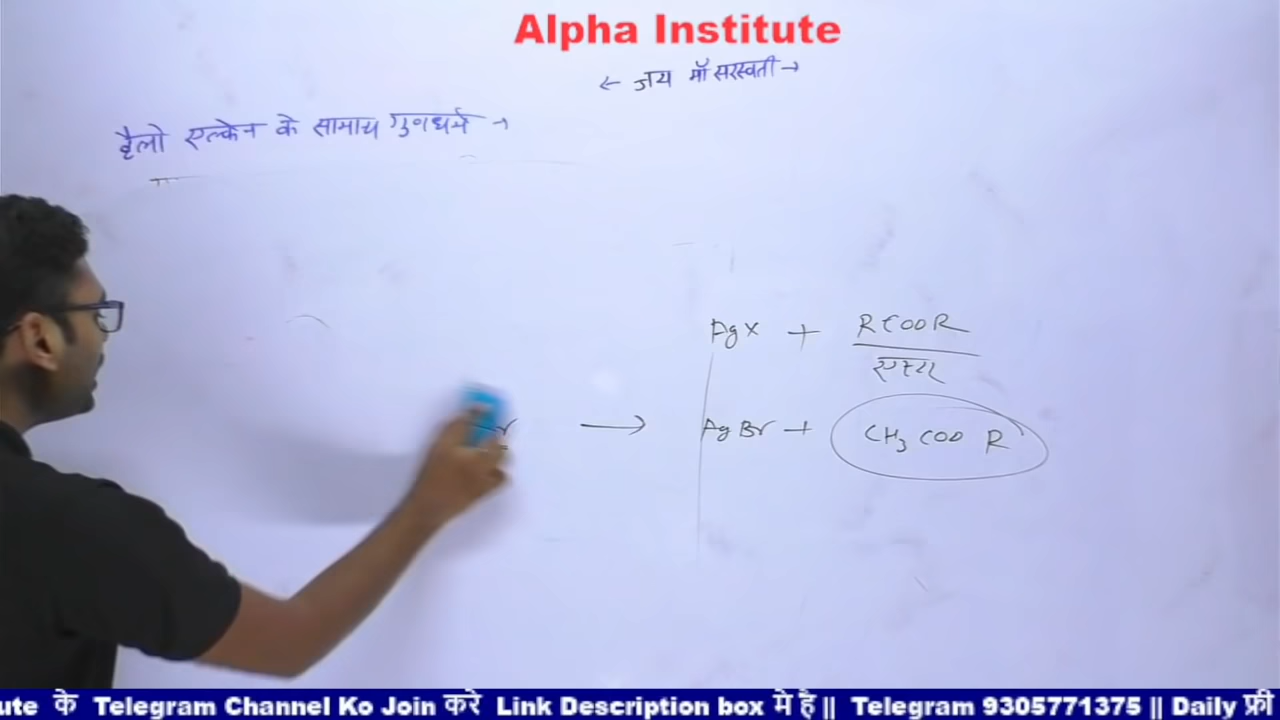 Alpha Institute
← जय माँ सरस्वती →
हैलो एल्केन के सामान्य गुणधर्म →
AgX + RCOOR
एस्टर
→ AgBr + CH₃COO R
ute के Telegram Channel Ko Join करे Link Description box मे है || Telegram 9305771375 || Daily फ्री